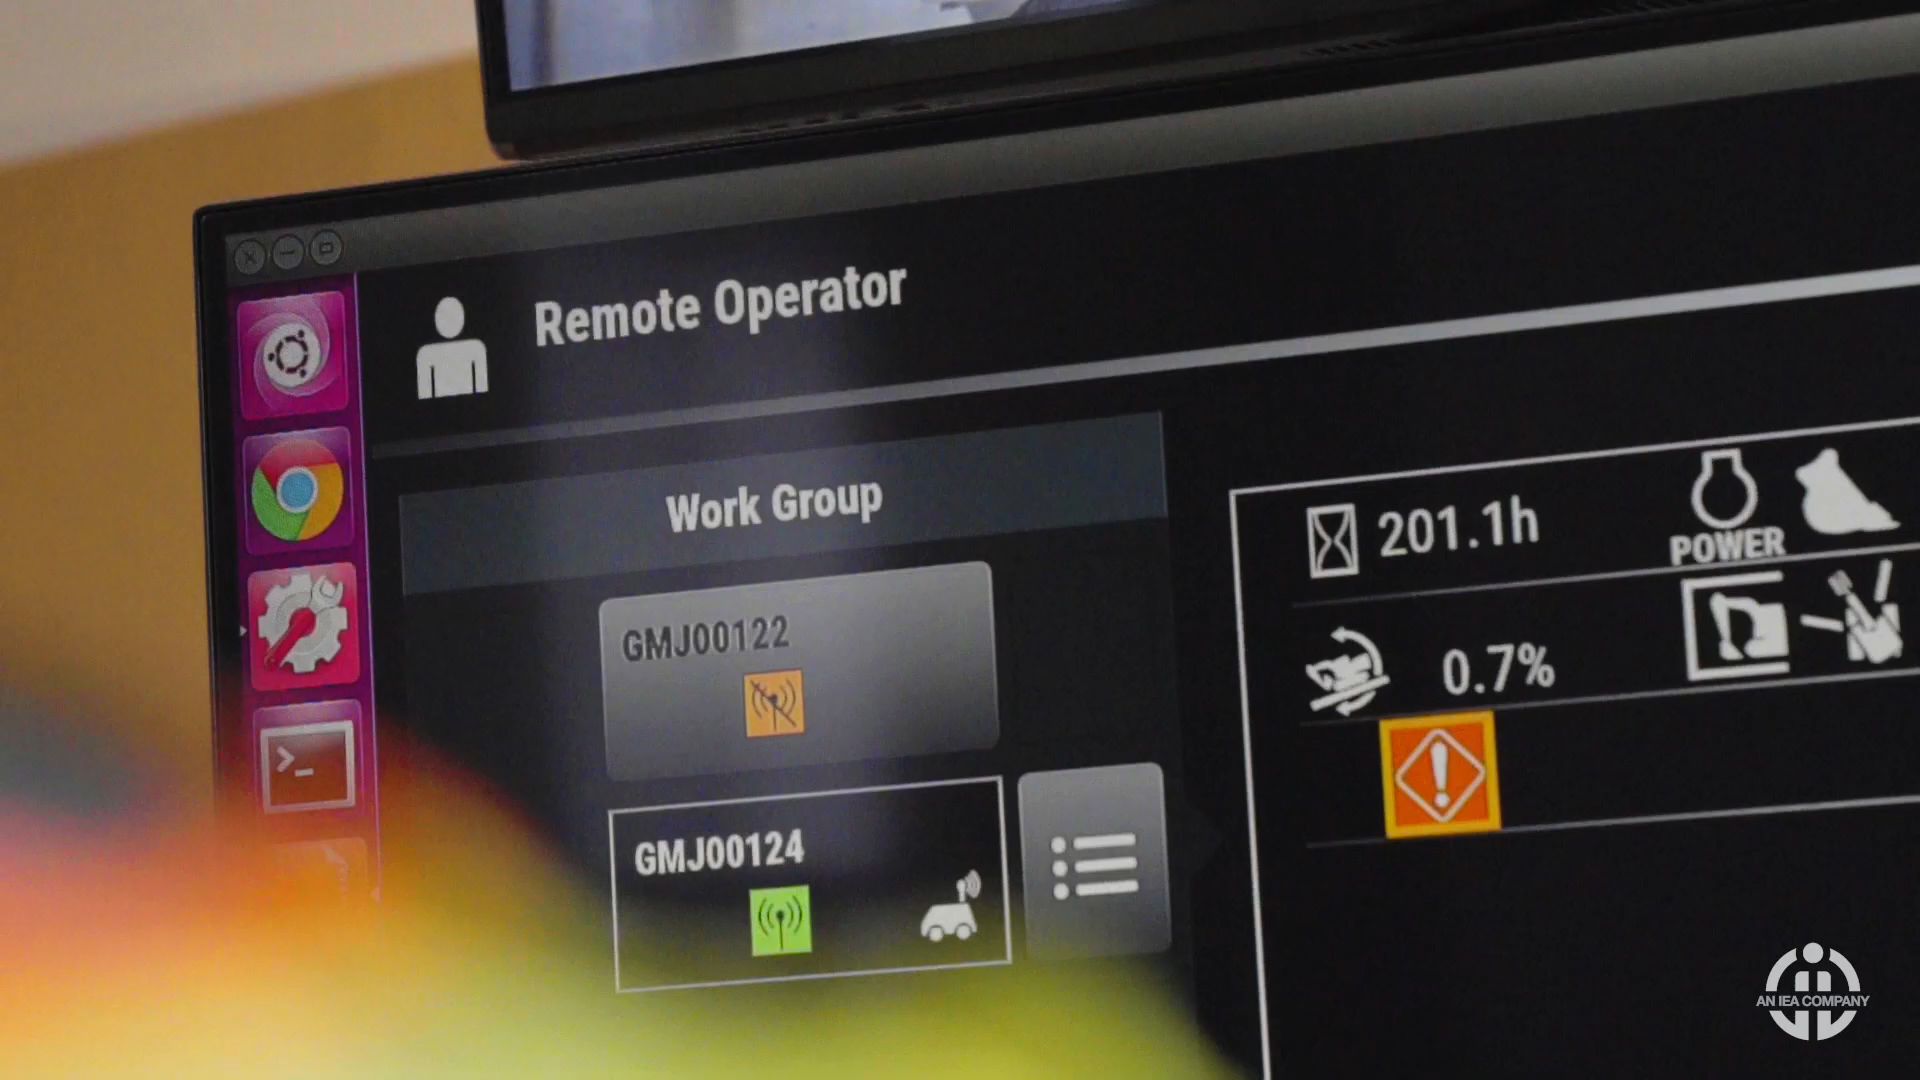 Remote Operator
Work Group
GMJ00122
GMJ00124
201.1h
POWER
0.7%
AN IEA COMPANY